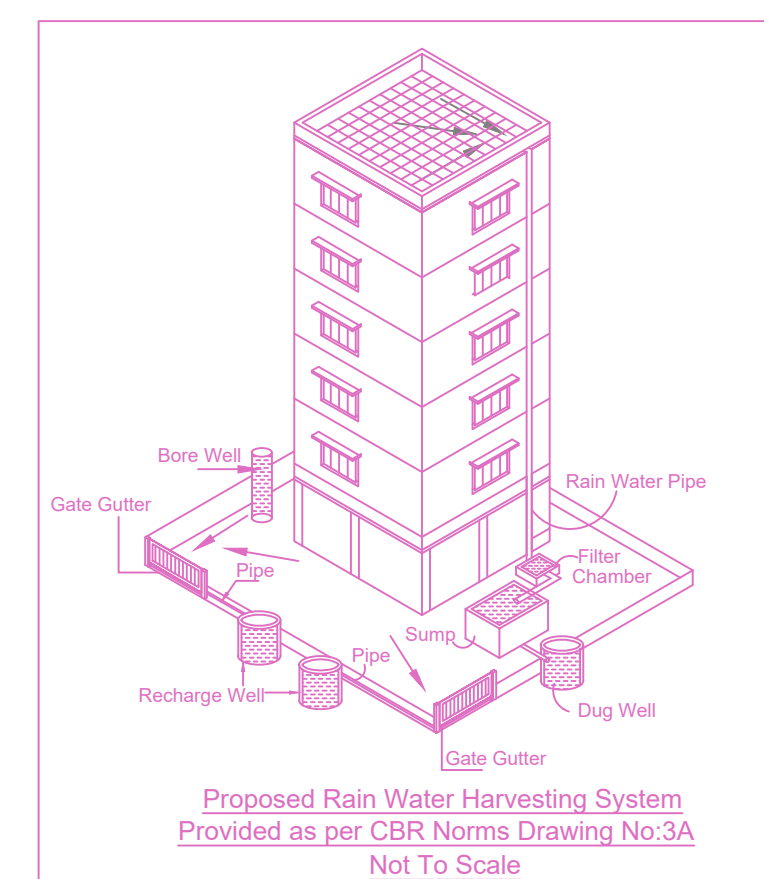 Bore Well
Rain Water Pipe
Gate Gutter
Filter
Chamber
Pipe
Sump
Pipe
Recharge Well
Dug Well
Gate Gutter
Proposed Rain Water Harvesting System
Provided as per CBR Norms Drawing No:3A
Not To Scale